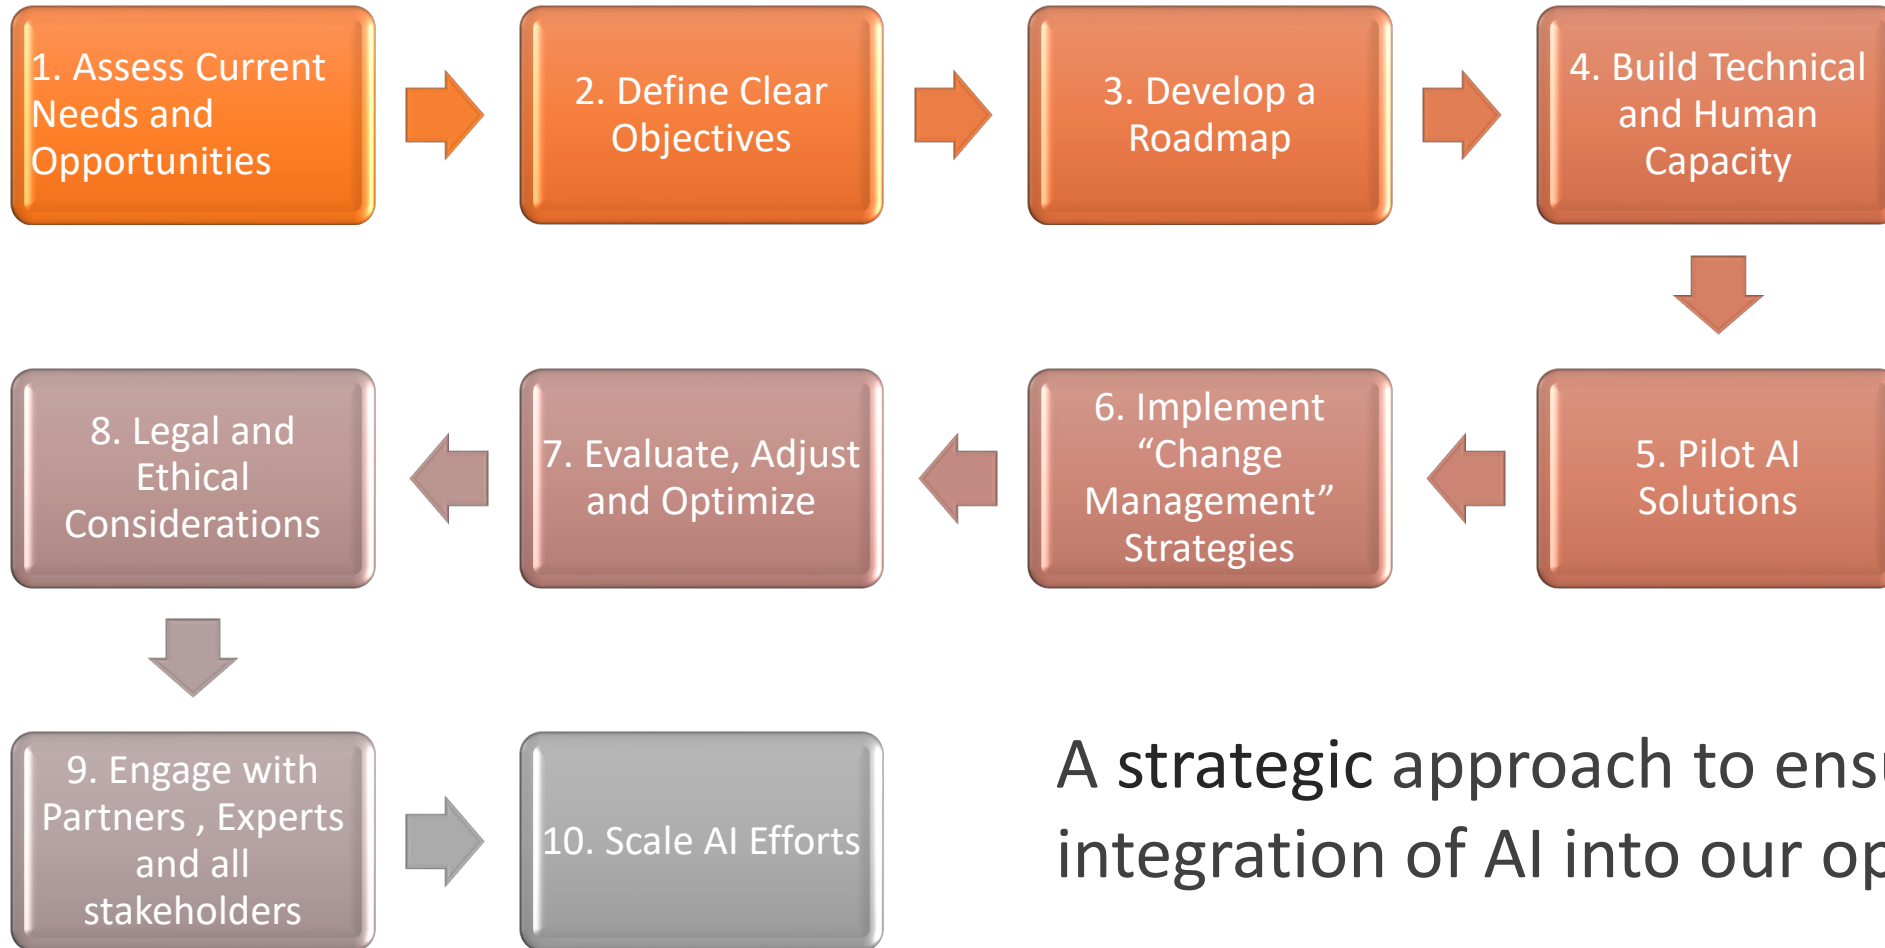 1. Assess Current
Needs and
Opportunities
2. Define Clear
Objectives
3. Develop a
Roadmap
4. Build Technical
and Human
Capacity
5. Pilot AI
Solutions
6. Implement
“Change
Management”
Strategies
7. Evaluate, Adjust
and Optimize
8. Legal and
Ethical
Considerations
9. Engage with
Partners , Experts
and all
stakeholders
10. Scale AI Efforts
A strategic approach to
integration of AI into our